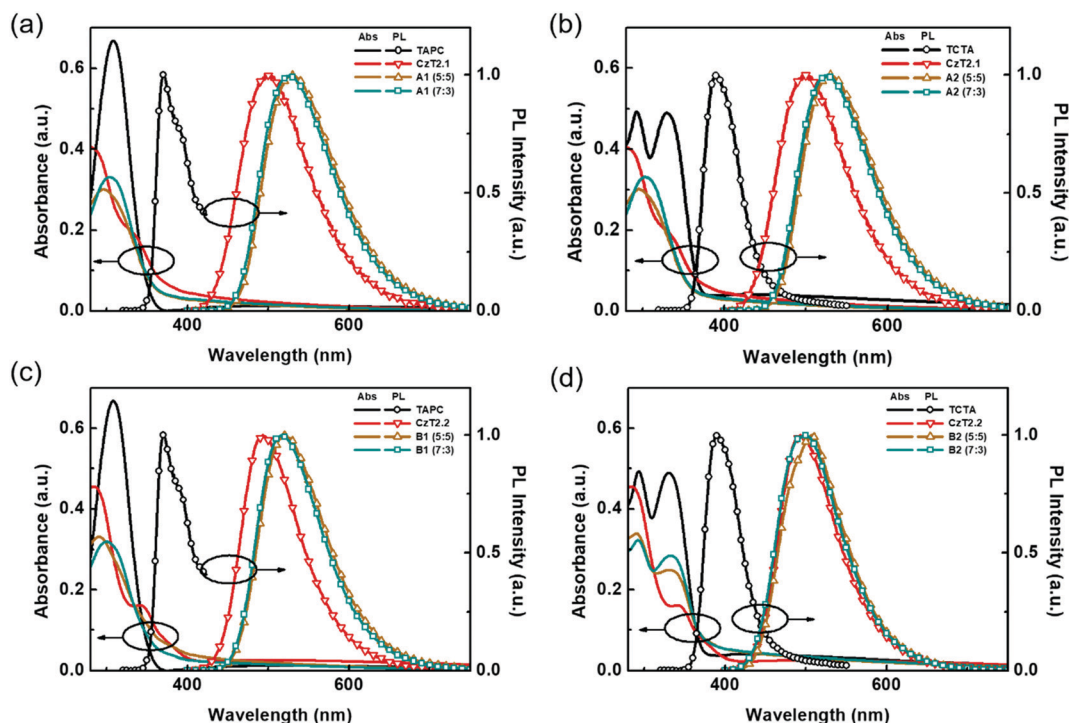 (a)
Abs PL
TAPC
CzT2.1
A1 (5:5)
A1 (7:3)
0.6
0.4
0.2
0.0
Absorbance (a.u.)
1.0
0.5
0.0
PL Intensity (a.u.)
400 600
Wavelength (nm)
(b)
Abs PL
TCTA
CzT2.1
A2 (5:5)
A2 (7:3)
0.6
0.4
0.2
0.0
Absorbance (a.u.)
1.0
0.5
0.0
PL Intensity (a.u.)
400 600
Wavelength (nm)
(c)
Abs PL
TAPC
CzT2.2
B1 (5:5)
B1 (7:3)
0.6
0.4
0.2
0.0
Absorbance (a.u.)
1.0
0.5
0.0
PL Intensity (a.u.)
400 600
Wavelength (nm)
(d)
Abs PL
TCTA
CzT2.2
B2 (5:5)
B2 (7:3)
0.6
0.4
0.2
0.0
Absorbance (a.u.)
1.0
0.5
0.0
PL Intensity (a.u.)
400 600
Wavelength (nm)